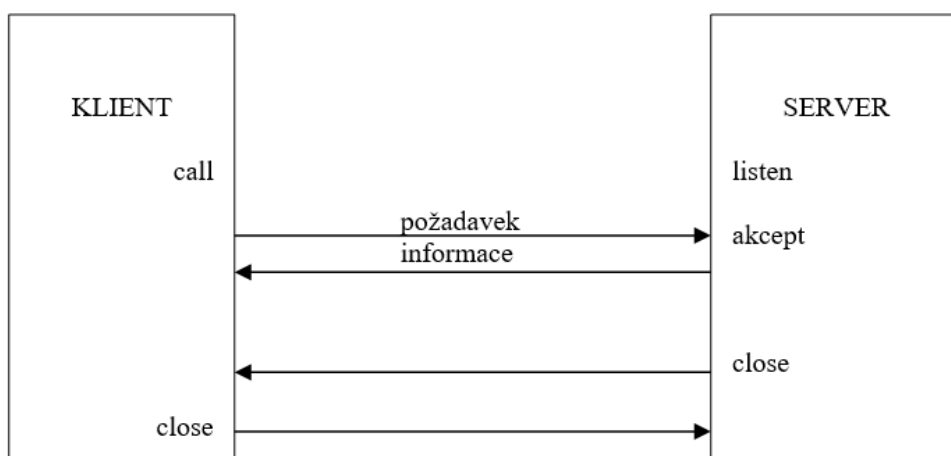 KLIENT SERVER
call listen
požadavek akcept
informace
close
close